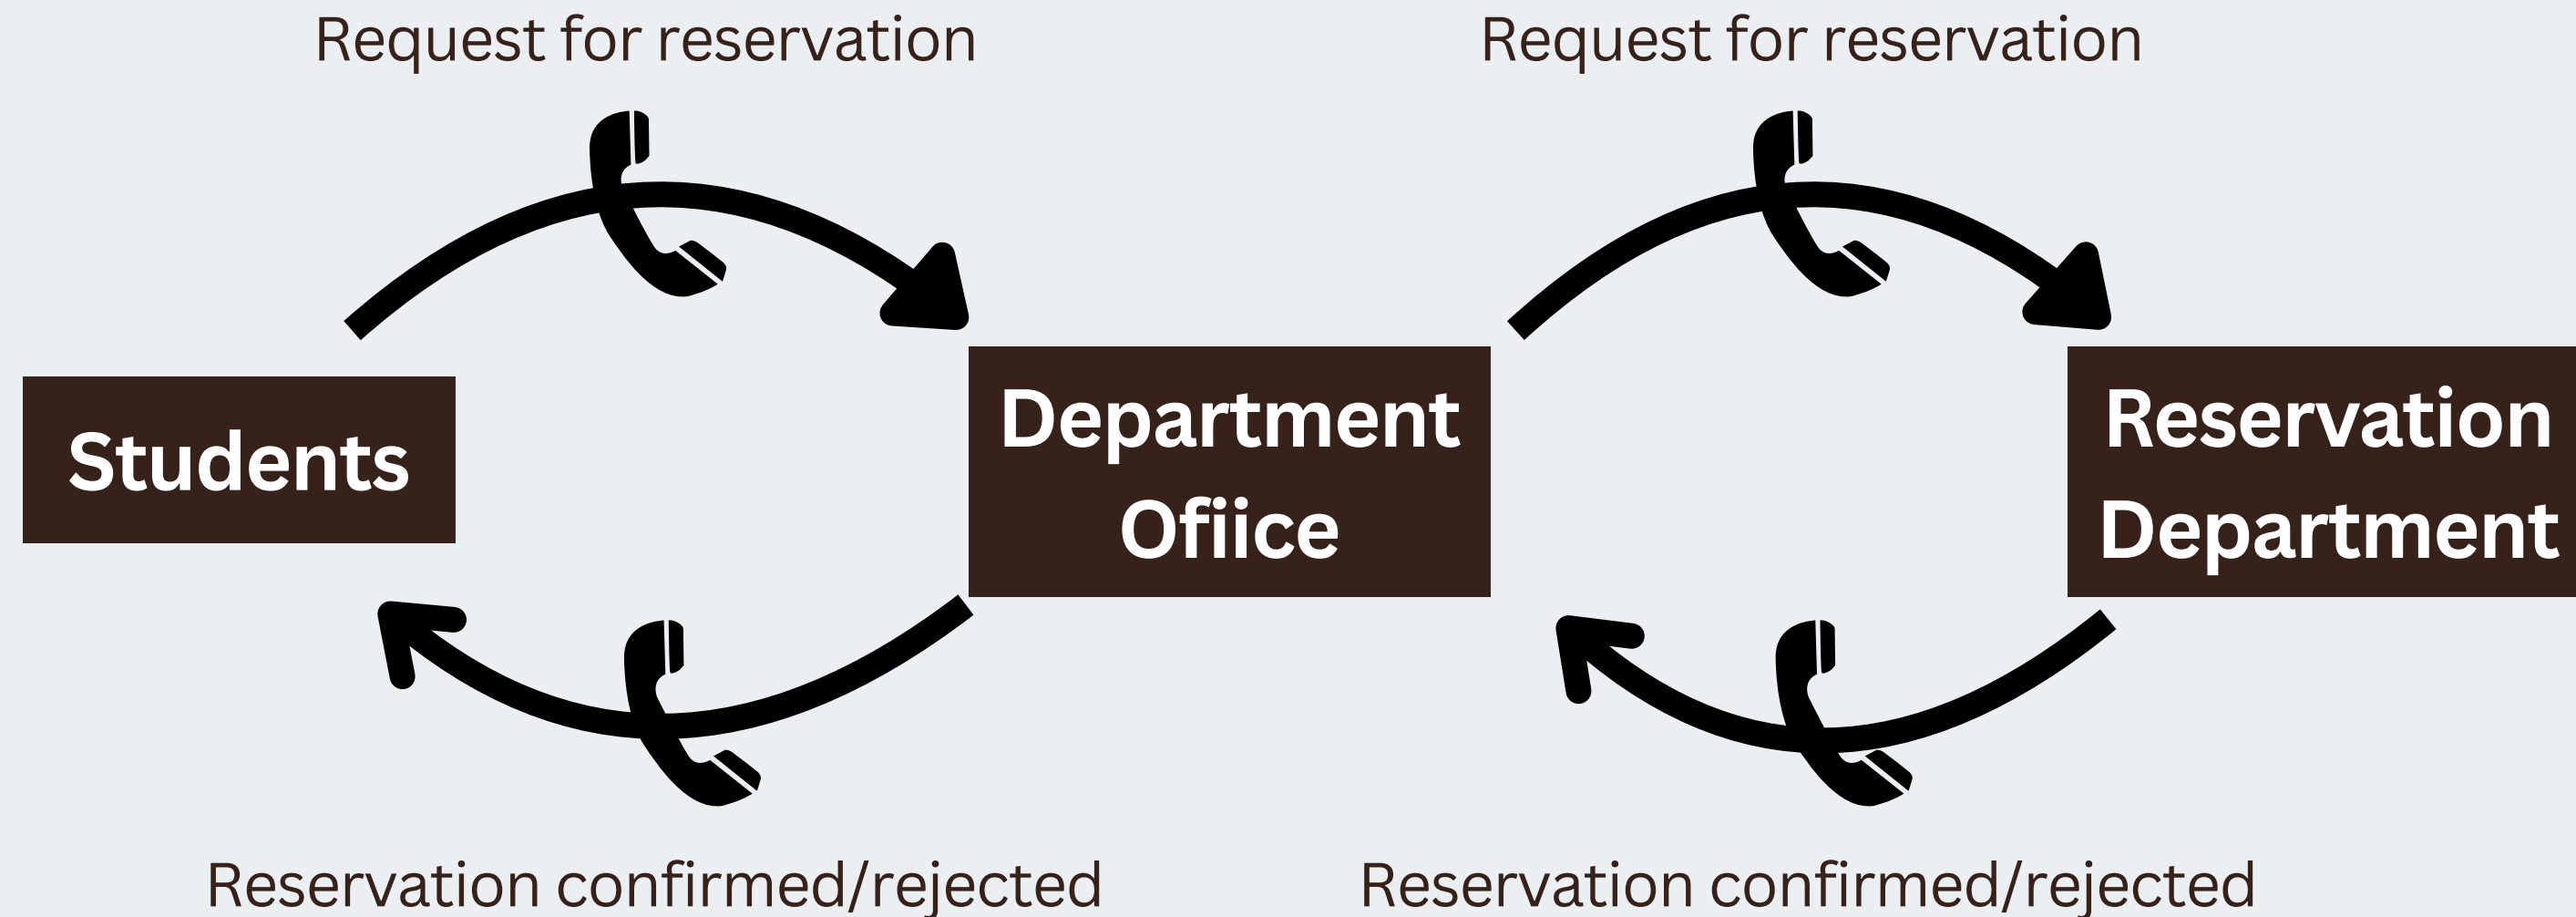 Request for reservation
Request for reservation
Students
Department
Ofiice
Reservation
Department
Reservation confirmed/rejected
Reservation confirmed/rejected